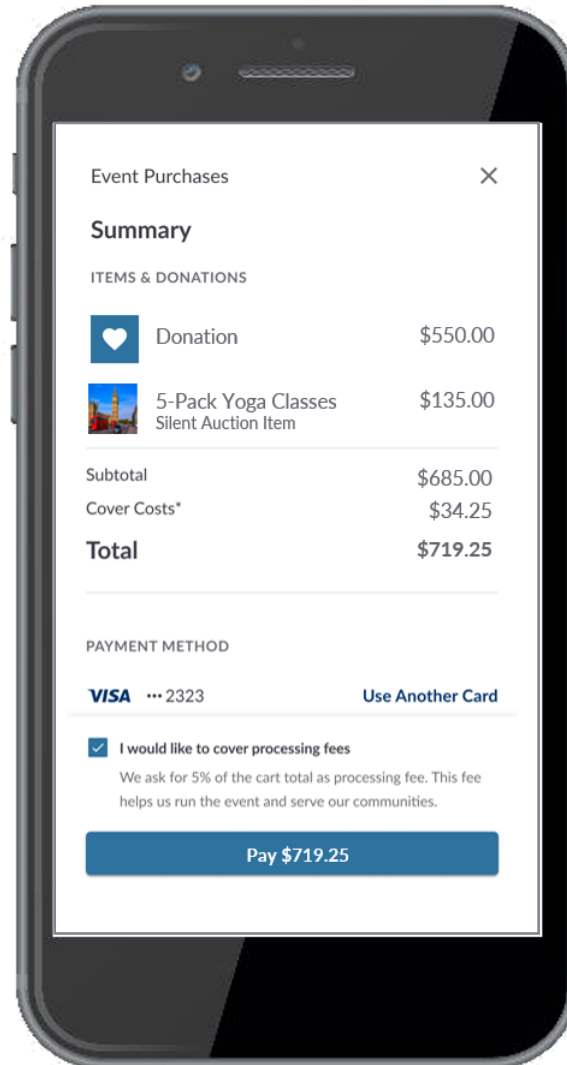 Event Purchases
Summary
ITEMS & DONATIONS
Donation $550.00
5-Pack Yoga Classes $135.00
Silent Auction Item
Subtotal $685.00
Cover Costs* $34.25
Total $719.25
PAYMENT METHOD
VISA ··· 2323 Use Another Card
I would like to cover processing fees
We ask for 5% of the cart total as processing fee. This fee
helps us run the event and serve our communities.
Pay $719.25